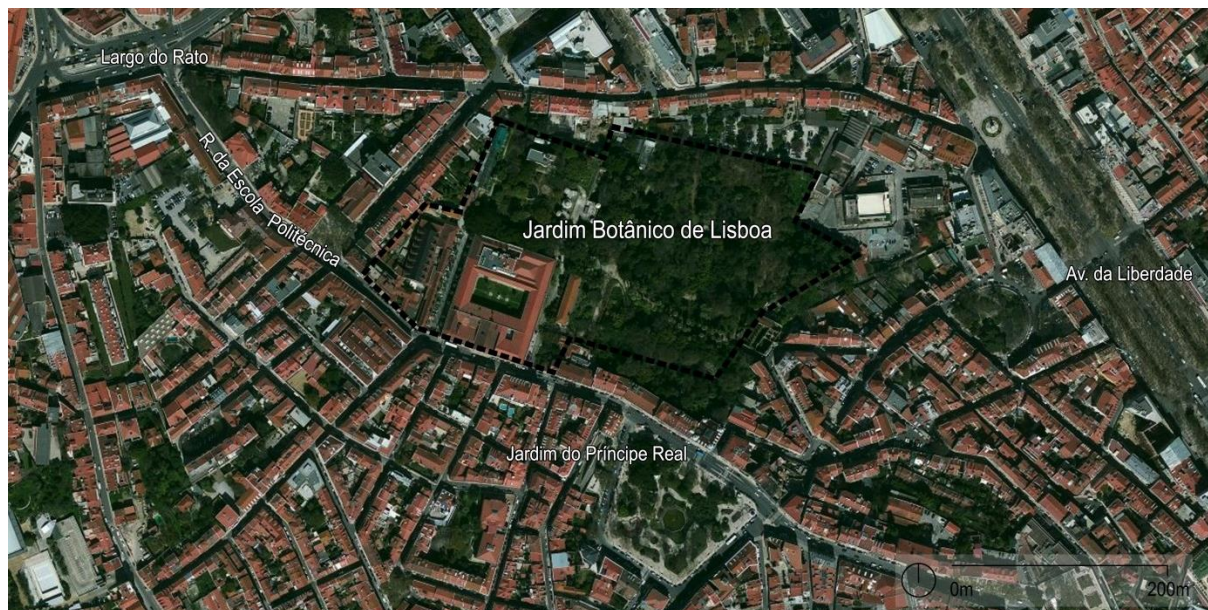 Largo do Rato
R. da Escola Politécnica
Jardim Botânico de Lisboa
Av. da Liberdade
Jardim do Príncipe Real
0m
200m